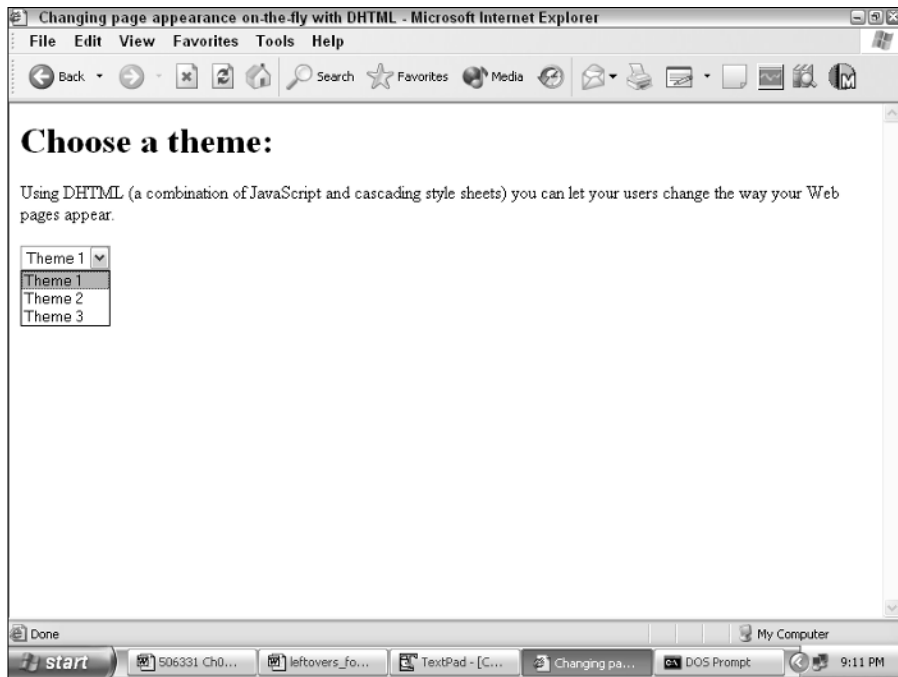 Changing page appearance on-the-fly with DHTML - Microsoft Internet Explorer
File Edit View Favorites Tools Help
Back Search Favorites Media
Choose a theme:
Using DHTML (a combination of JavaScript and cascading style sheets) you can let your users change the way your Web
pages appear.
Theme 1
Theme 1
Theme 2
Theme 3
Done My Computer
start 506331 Ch0... leftovers_fo... TextPad - [C... Changing pa... DOS Prompt 9:11 PM